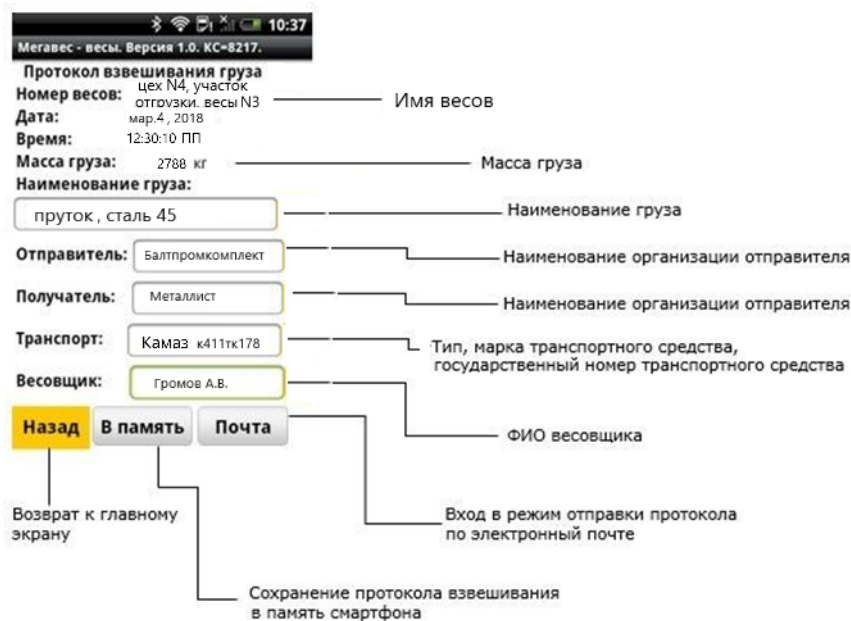 10:37
Мегавес - весы. Версия 1.0. КС=8217.
Протокол взвешивания груза
Номер весов: цех N4, участок
отгрузки, весы N3
Имя весов
Дата: мар.4 , 2018
Время: 12:30:10 ПП
Масса груза: 2788 кг
Масса груза
Наименование груза:
пруток , сталь 45
Наименование груза
Отправитель: Балтпромкомплект
Наименование организации отправителя
Получатель: Металлист
Наименование организации отправителя
Транспорт: Камаз к411тк178
Тип, марка транспортного средства,
государственный номер транспортного средства
Весовщик: Громов А.В.
ФИО весовщика
Назад В память Почта
Возврат к главному
экрану
Вход в режим отправки протокола
по электронный почте
Сохранение протокола взвешивания
в память смартфона